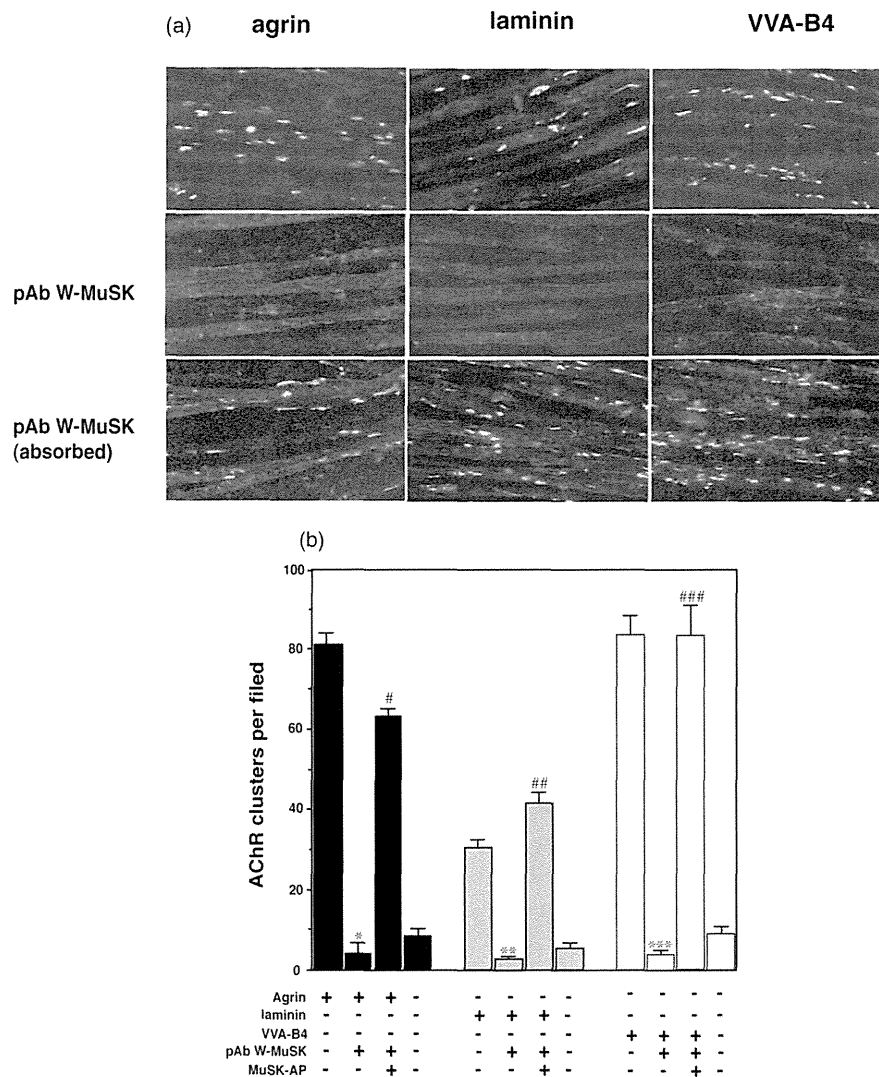 (a)
agrin laminin VVA-B4
pAb W-MuSK
pAb W-MuSK
(absorbed)
(b)
AChR clusters per filed
100
80
60
40
20
0
* # ** ## *** ###
Agrin + + + - - - - - - - - -
laminin - - - - + + + - - - - -
VVA-B4 - - - - - - - - + + + -
pAb W-MuSK - + + - - + + - - + + -
MuSK-AP - - + - - - + - - - + -